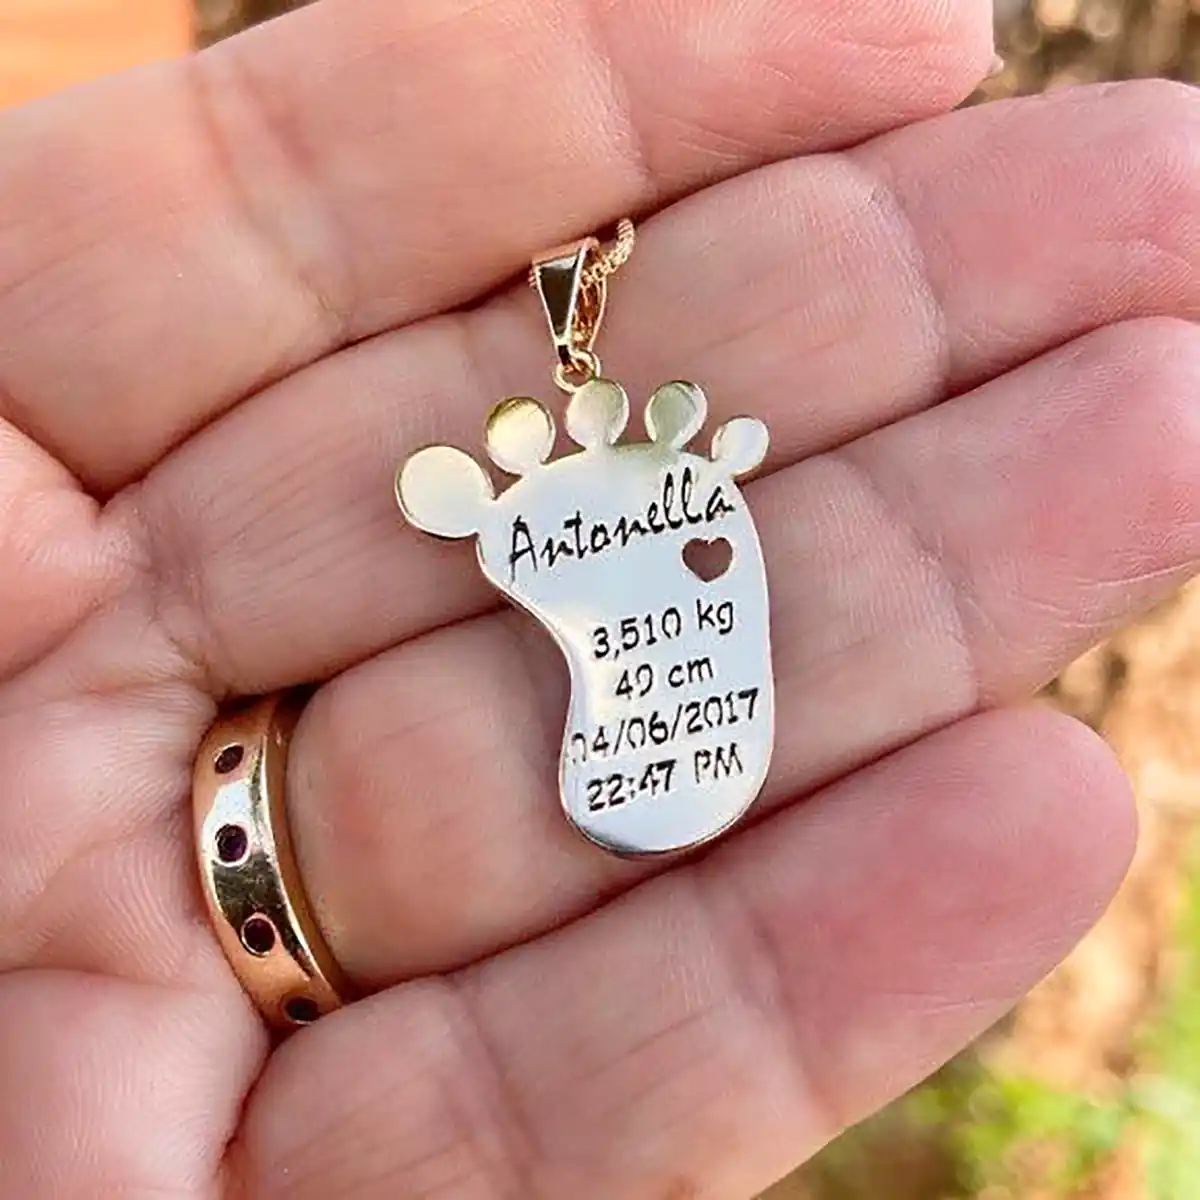 Antonella
3,510 kg
49 cm
04/06/2017
22:47 PM